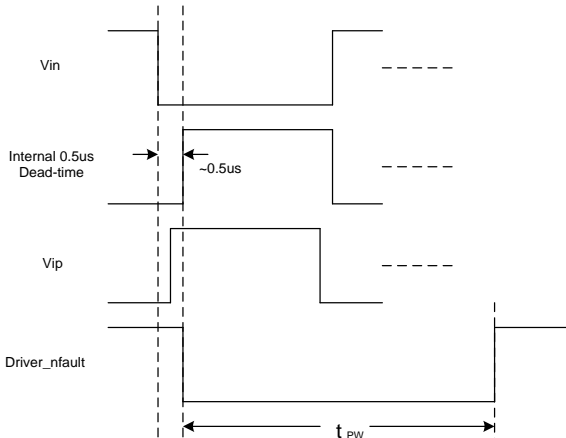 Vin
Internal 0.5us
Dead-time
~0.5us
Vip
Driver_nfault
t PW